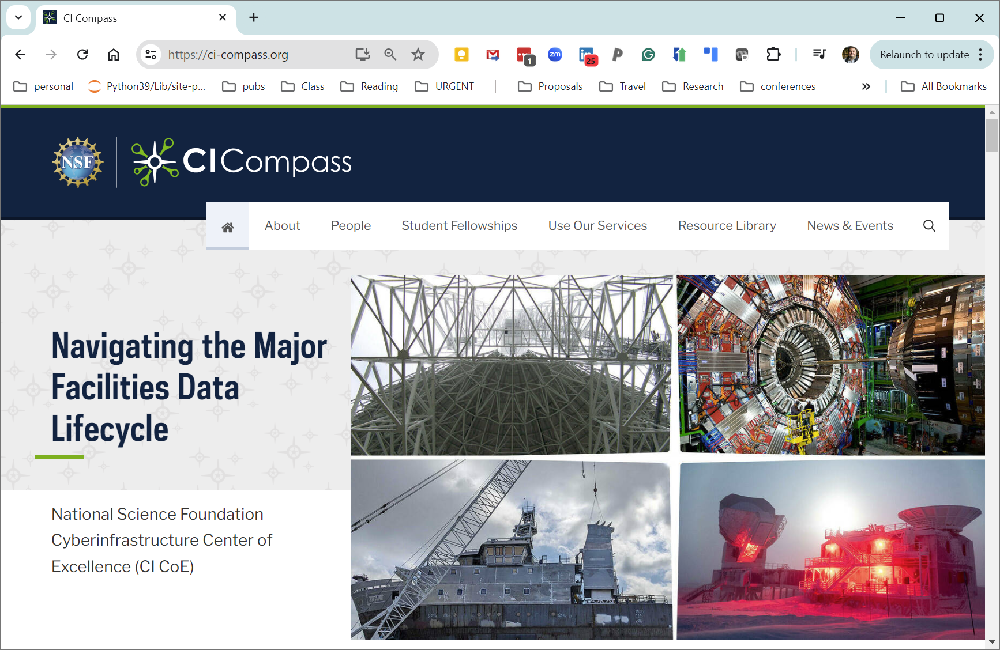 CI Compass
https://ci-compass.org
1
zm
25
Relaunch to update
personal
Python39/Lib/site-p...
pubs
Class
Reading
URGENT
Proposals
Travel
Research
conferences
All Bookmarks
NSF
CI Compass
About
People
Student Fellowships
Use Our Services
Resource Library
News & Events
Navigating the Major
Facilities Data
Lifecycle
National Science Foundation
Cyberinfrastructure Center of
Excellence (CI CoE)